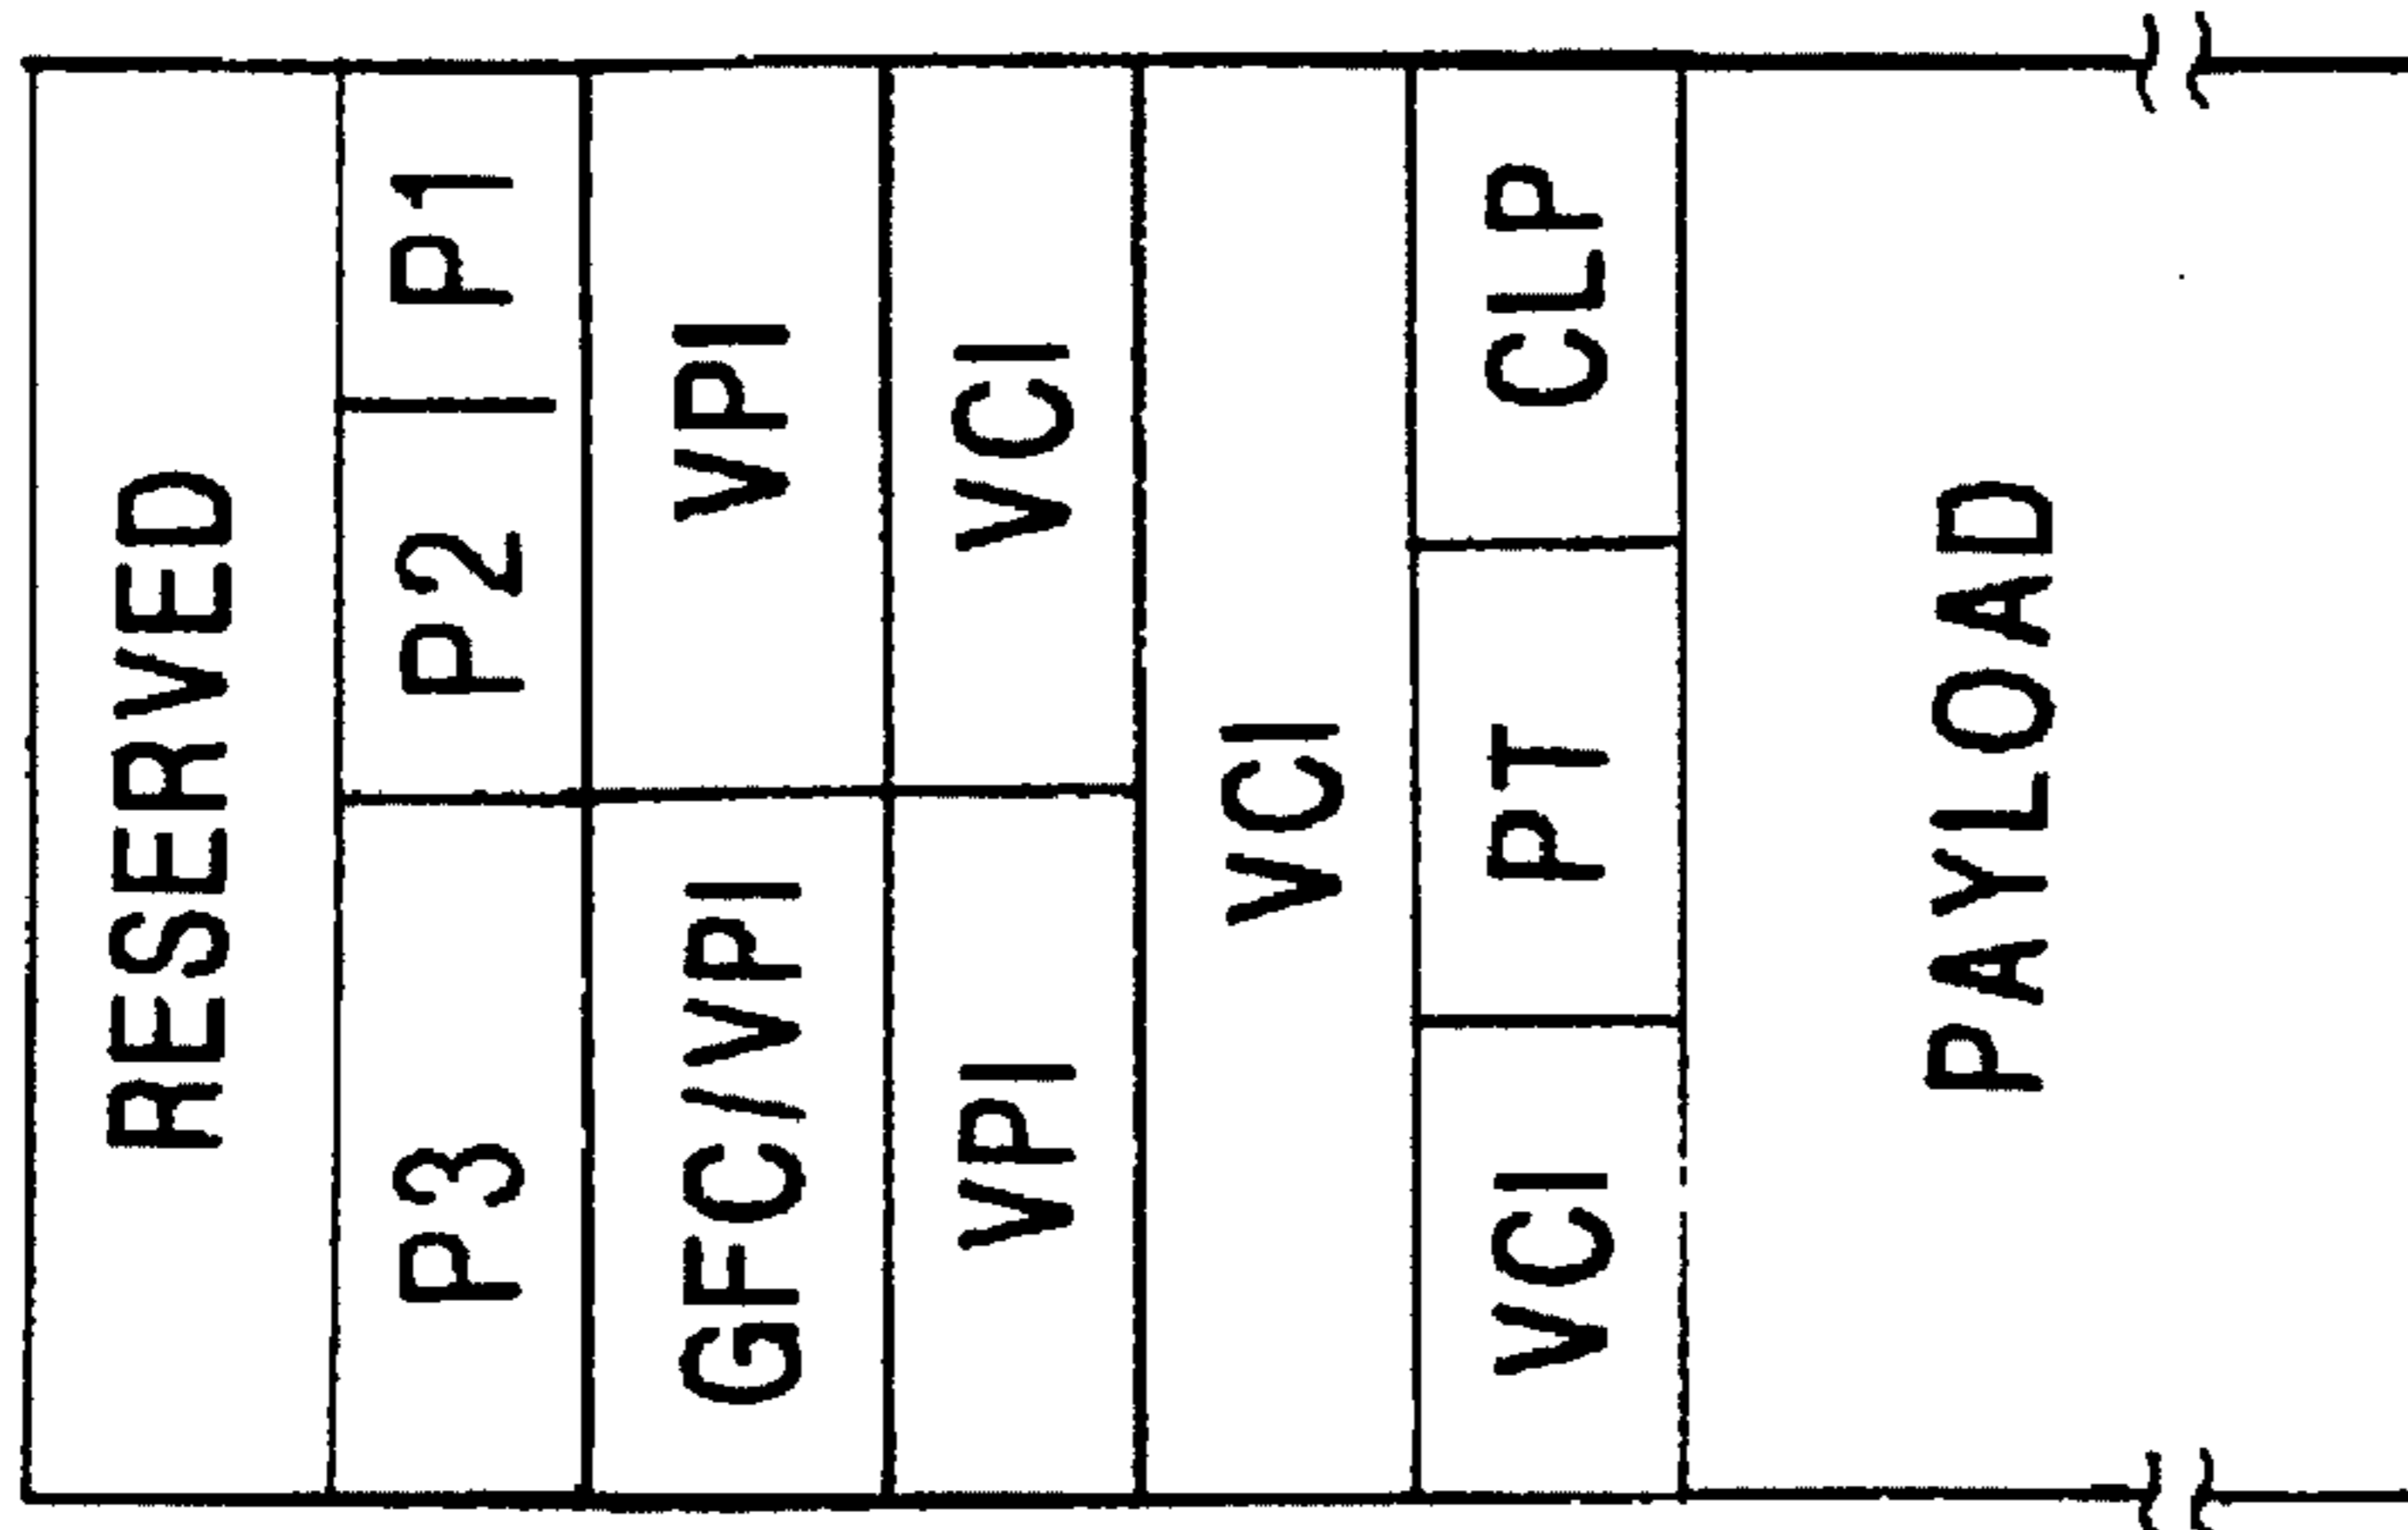 RESERVED
P3 P2 P1
GFC/VPI VPI
VPI VCI
VCI
VCI PT CLP
PAYLOAD